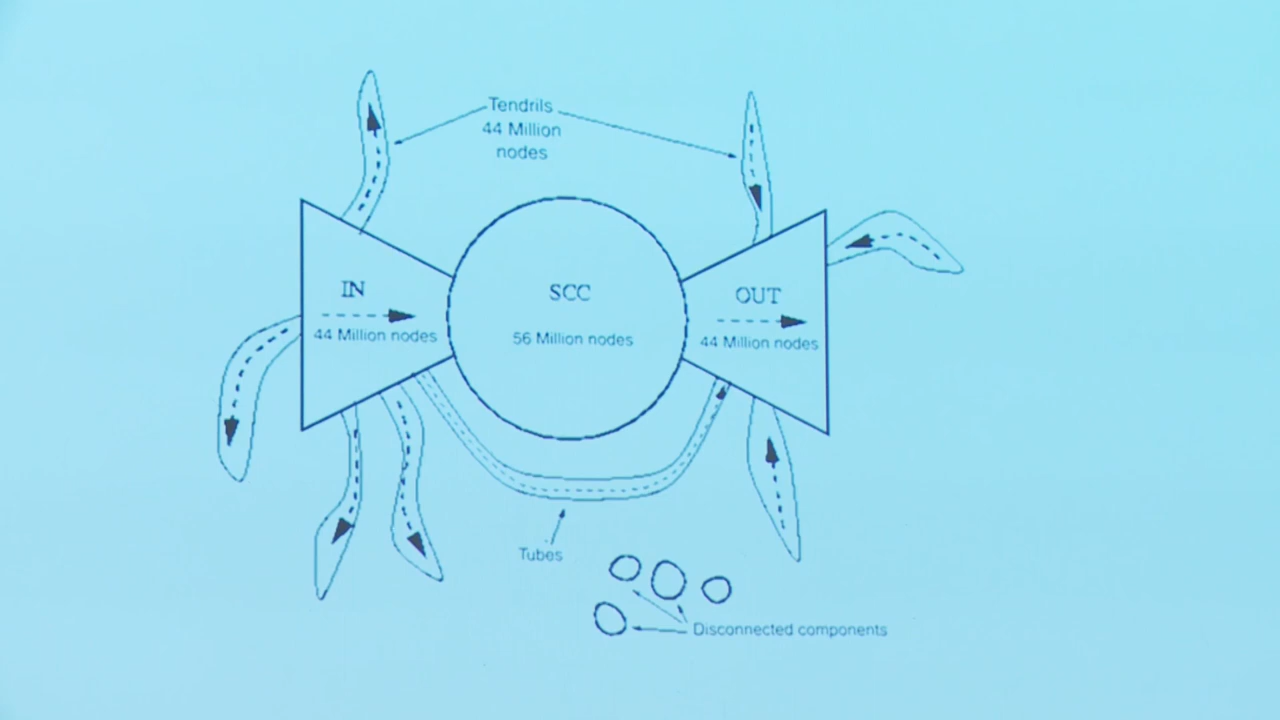 Tendrils
44 Million
nodes
IN
44 Million nodes
SCC
56 Million nodes
OUT
44 Million nodes
Tubes
Disconnected components